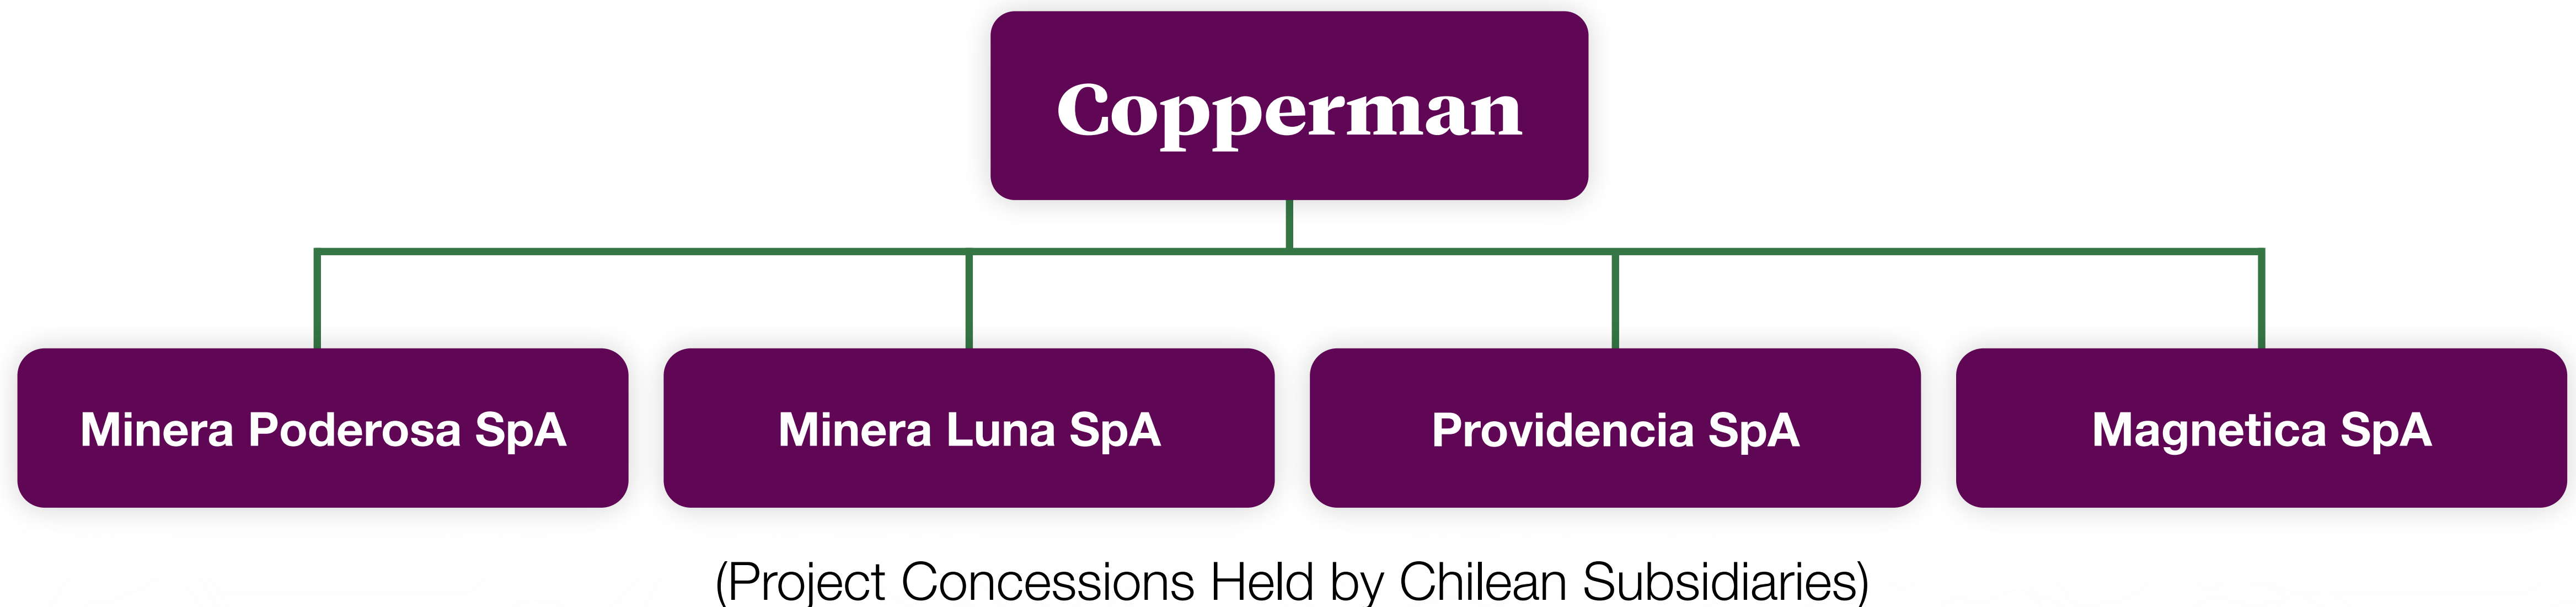 Copperman
Minera Poderosa SpA
Minera Luna SpA
Providencia SpA
Magnetica SpA
(Project Concessions Held by Chilean Subsidiaries)